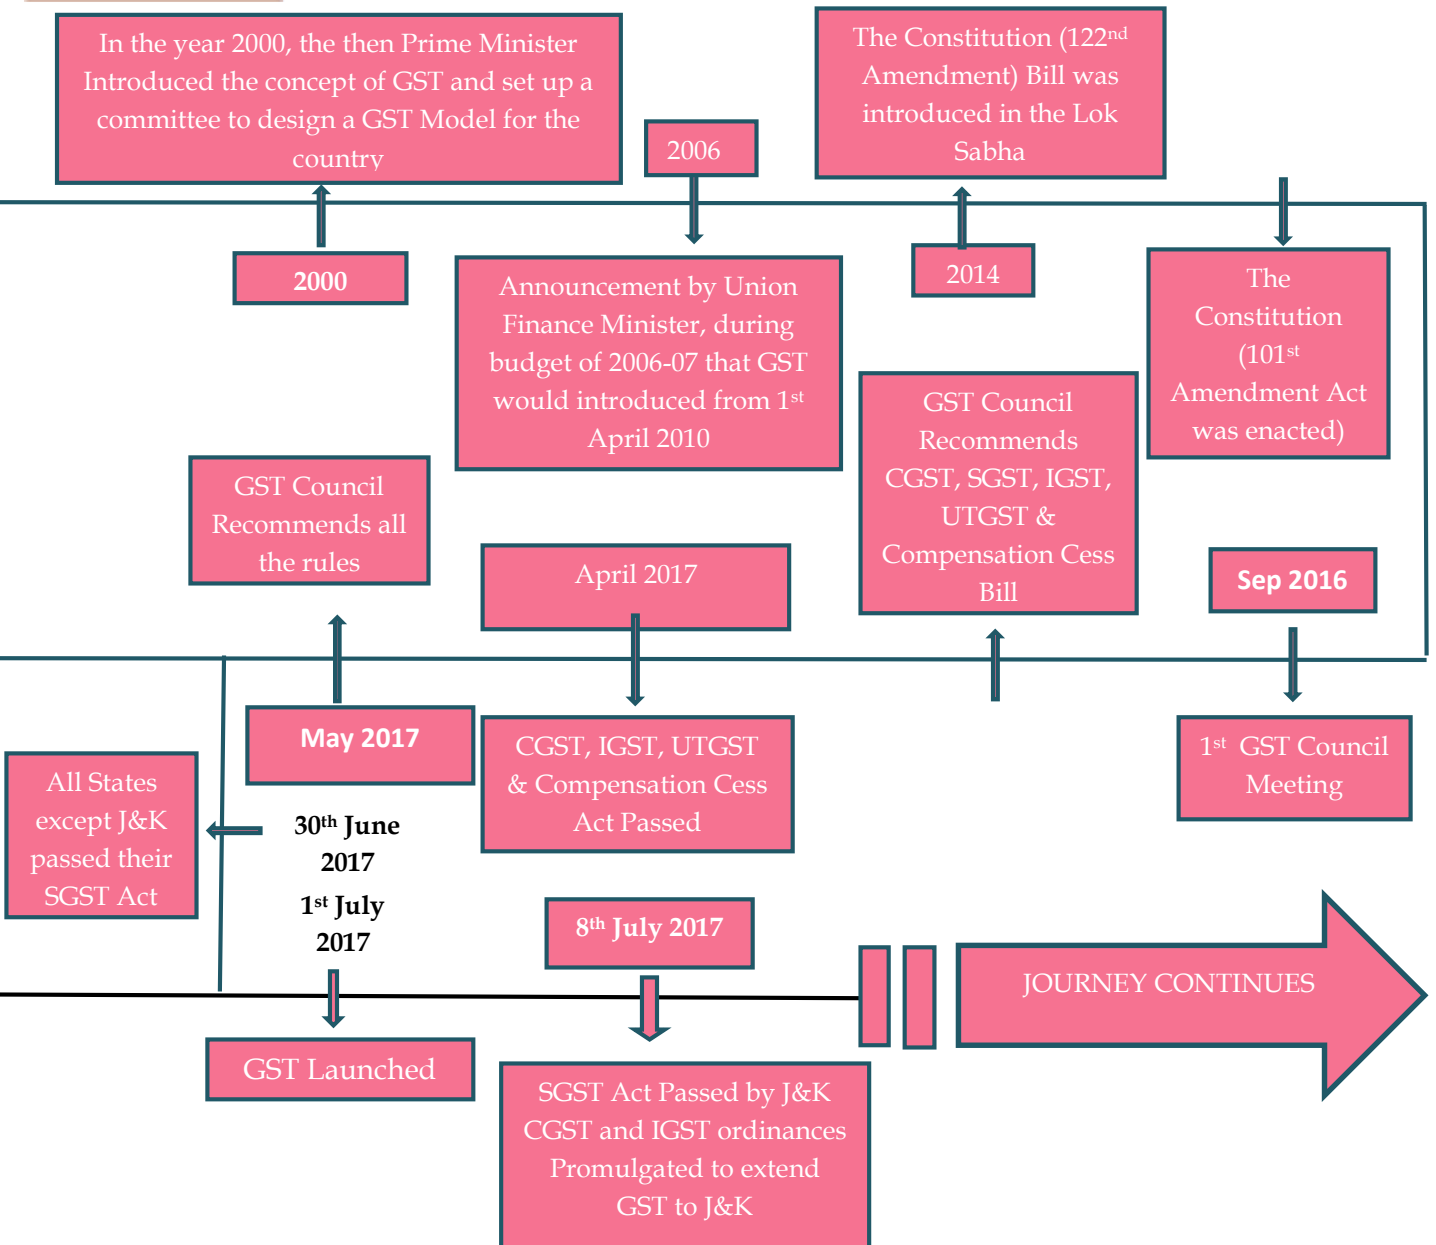 In the year 2000, the then Prime Minister
Introduced the concept of GST and set up a
committee to design a GST Model for the
country
2000
2006
Announcement by Union
Finance Minister, during
budget of 2006-07 that GST
would introduced from 1st
April 2010
The Constitution (122nd
Amendment) Bill was
introduced in the Lok
Sabha
2014
The
Constitution
(101st
Amendment Act
was enacted)
Sep 2016
1st GST Council
Meeting
GST Council
Recommends
CGST, SGST, IGST,
UTGST &
Compensation Cess
Bill
April 2017
CGST, IGST, UTGST
& Compensation Cess
Act Passed
GST Council
Recommends all
the rules
May 2017
30th June
2017
All States
except J&K
passed their
SGST Act
1st July
2017
GST Launched
8th July 2017
SGST Act Passed by J&K
CGST and IGST ordinances
Promulgated to extend
GST to J&K
JOURNEY CONTINUES